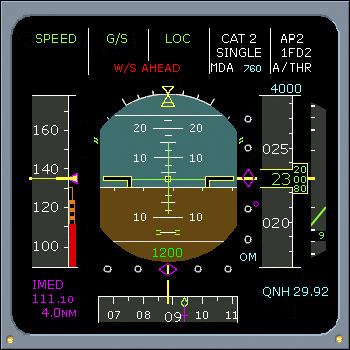 SPEED G/S LOC CAT 2 AP2
SINGLE 1FD2
W/S AHEAD MDA 760 A/THR
4000
160
20 20
025
140
10 10
20
23 00
80
120
10 10
020
100
9
1200
OM
IMED
111.10
4.0NM
QNH 29.92
07 08 09 10 11